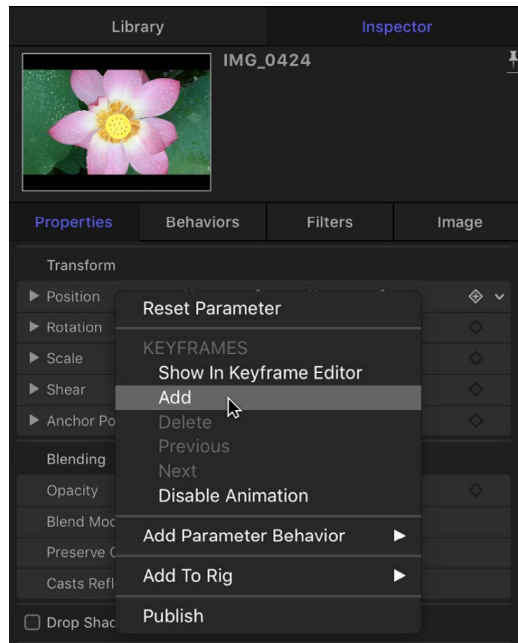 Library Inspector
IMG_0424
Properties Behaviors Filters Image
Transform
Position
Rotation
Scale
Shear
Anchor Po
Blending
Opacity
Blend Mod
Preserve
Casts Refl
Drop Shad
Reset Parameter
KEYFRAMES
Show In Keyframe Editor
Add
Delete
Previous
Next
Disable Animation
Add Parameter Behavior
Add To Rig
Publish